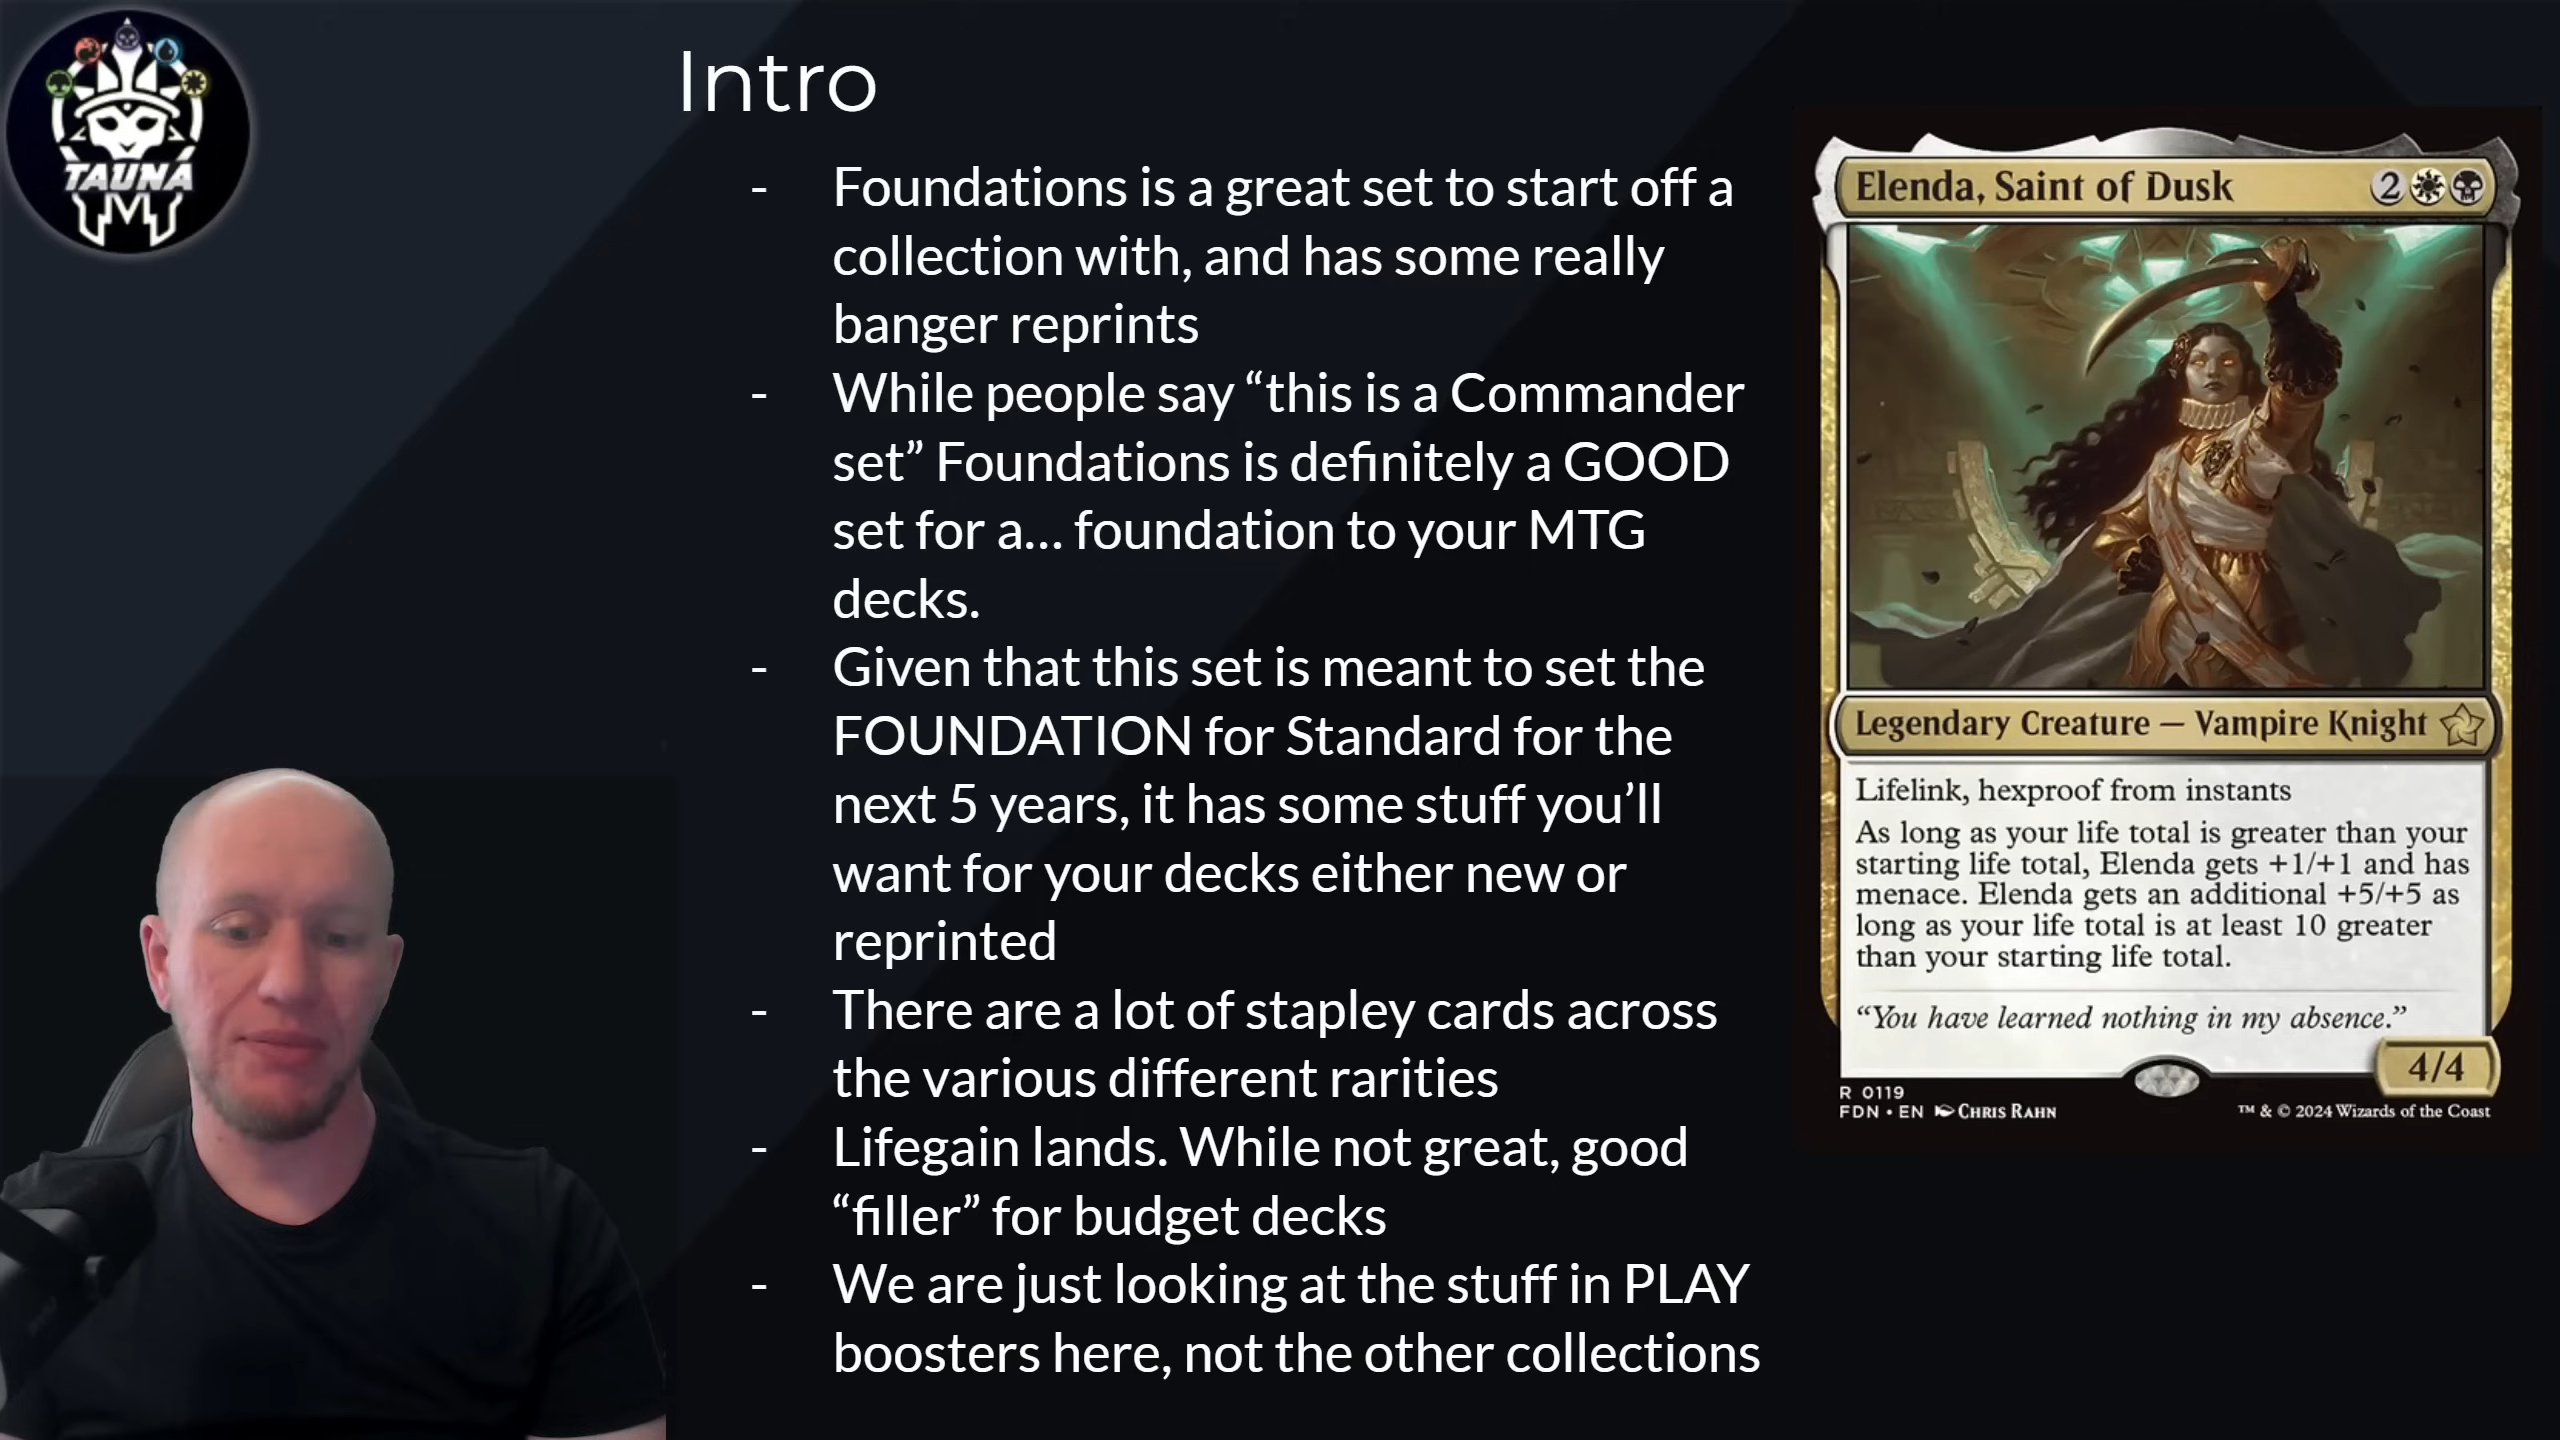 TAUNA
M
Intro
- Foundations is a great set to start off a
collection with, and has some really
banger reprints
- While people say “this is a Commander
set” Foundations is definitely a GOOD
set for a... foundation to your MTG
decks.
- Given that this set is meant to set the
FOUNDATION for Standard for the
next 5 years, it has some stuff you’ll
want for your decks either new or
reprinted
- There are a lot of stapley cards across
the various different rarities
- Lifegain lands. While not great, good
“filler” for budget decks
- We are just looking at the stuff in PLAY
boosters here, not the other collections
Elenda, Saint of Dusk 2
Legendary Creature — Vampire Knight
Lifelink, hexproof from instants
As long as your life total is greater than your
starting life total, Elenda gets +1/+1 and has
menace. Elenda gets an additional +5/+5 as
long as your life total is at least 10 greater
than your starting life total.
“You have learned nothing in my absence.”
4/4
R 0119
FDN • EN Chris Rahn
™ & © 2024 Wizards of the Coast